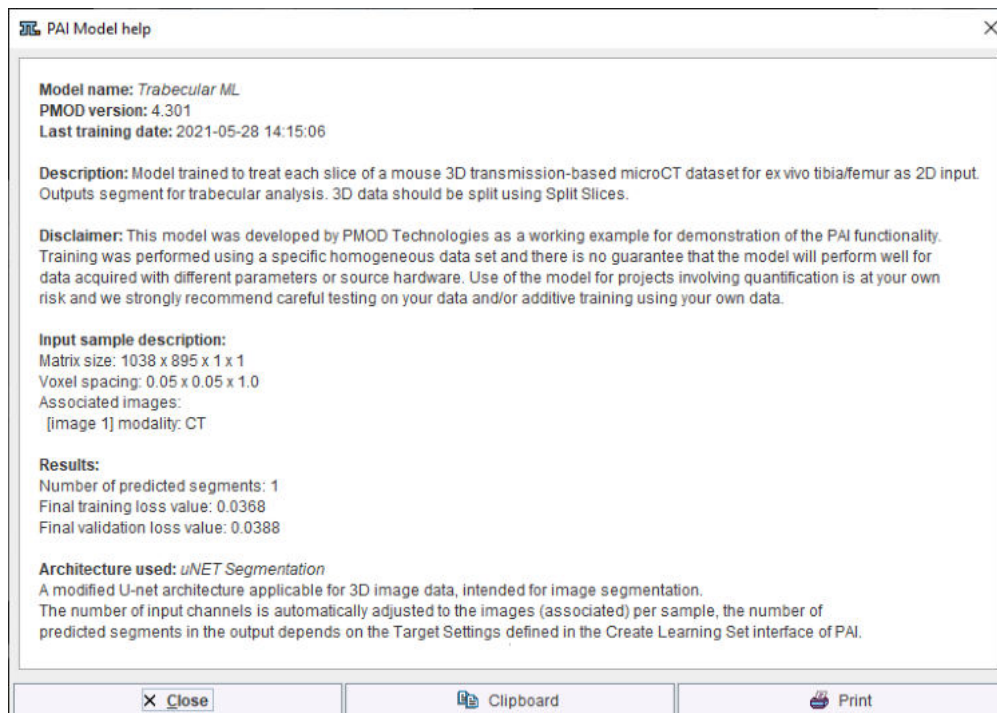 PAI Model help
Model name: Trabecular ML
PMOD version: 4.301
Last training date: 2021-05-28 14:15:06
Description: Model trained to treat each slice of a mouse 3D transmission-based microCT dataset for ex vivo tibia/femur as 2D input.
Outputs segment for trabecular analysis. 3D data should be split using Split Slices.
Disclaimer: This model was developed by PMOD Technologies as a working example for demonstration of the PAI functionality.
Training was performed using a specific homogeneous data set and there is no guarantee that the model will perform well for
data acquired with different parameters or source hardware. Use of the model for projects involving quantification is at your own
risk and we strongly recommend careful testing on your data and/or additive training using your own data.
Input sample description:
Matrix size: 1038 x 895 x 1 x 1
Voxel spacing: 0.05 x 0.05 x 1.0
Associated images:
[image 1] modality: CT
Results:
Number of predicted segments: 1
Final training loss value: 0.0368
Final validation loss value: 0.0388
Architecture used: uNET Segmentation
A modified U-net architecture applicable for 3D image data, intended for image segmentation.
The number of input channels is automatically adjusted to the images (associated) per sample, the number of
predicted segments in the output depends on the Target Settings defined in the Create Learning Set interface of PAI.
Close Clipboard Print